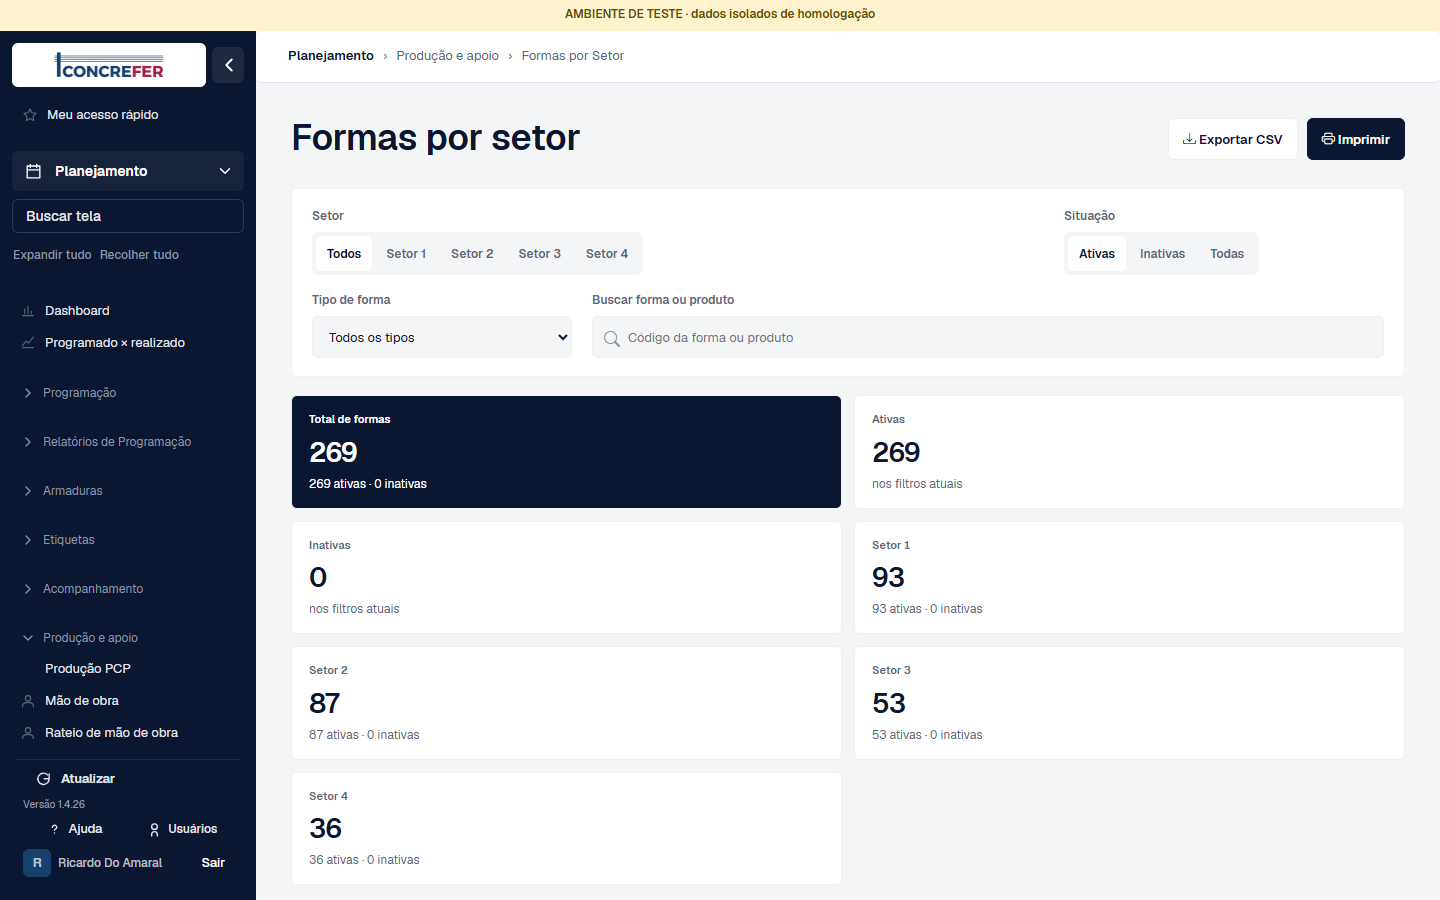 AMBIENTE DE TESTE · dados isolados de homologação
CONCREFER
Meu acesso rápido
Planejamento
Buscar tela
Expandir tudo Recolher tudo
Dashboard
Programado × realizado
Programação
Relatórios de Programação
Armaduras
Etiquetas
Acompanhamento
Produção e apoio
Produção PCP
Mão de obra
Rateio de mão de obra
Atualizar
Versão 1.4.26
? Ajuda Usuários
R Ricardo Do Amaral Sair
Planejamento › Produção e apoio › Formas por Setor
Formas por setor
Exportar CSV Imprimir
Setor
Todos Setor 1 Setor 2 Setor 3 Setor 4
Situação
Ativas Inativas Todas
Tipo de forma
Todos os tipos
Buscar forma ou produto
Código da forma ou produto
Total de formas
269
269 ativas · 0 inativas
Ativas
269
nos filtros atuais
Inativas
0
nos filtros atuais
Setor 1
93
93 ativas · 0 inativas
Setor 2
87
87 ativas · 0 inativas
Setor 3
53
53 ativas · 0 inativas
Setor 4
36
36 ativas · 0 inativas